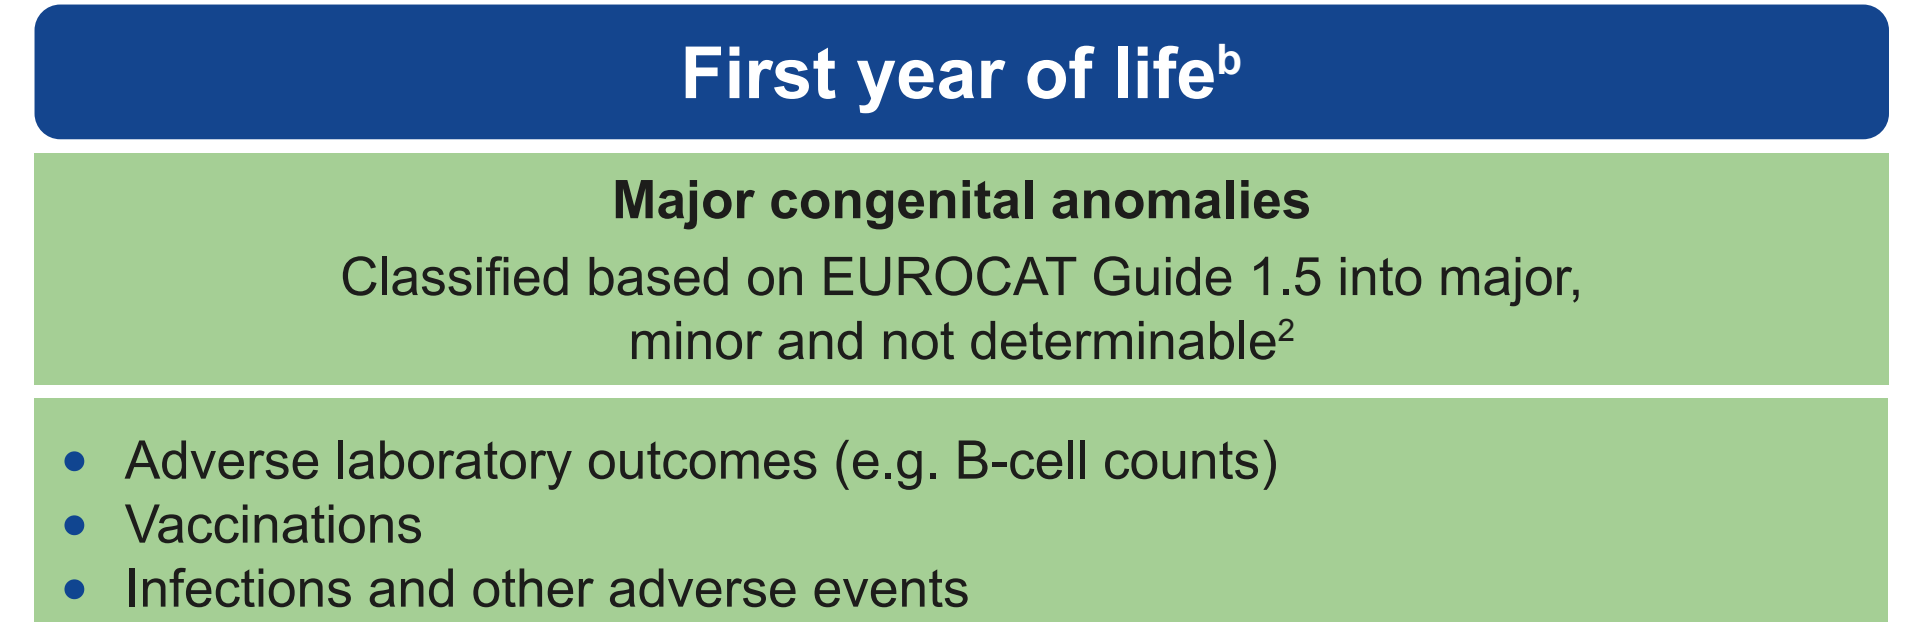 First year of lifeᵇ
Major congenital anomalies
Classified based on EUROCAT Guide 1.5 into major,
minor and not determinable²
• Adverse laboratory outcomes (e.g. B-cell counts)
• Vaccinations
• Infections and other adverse events